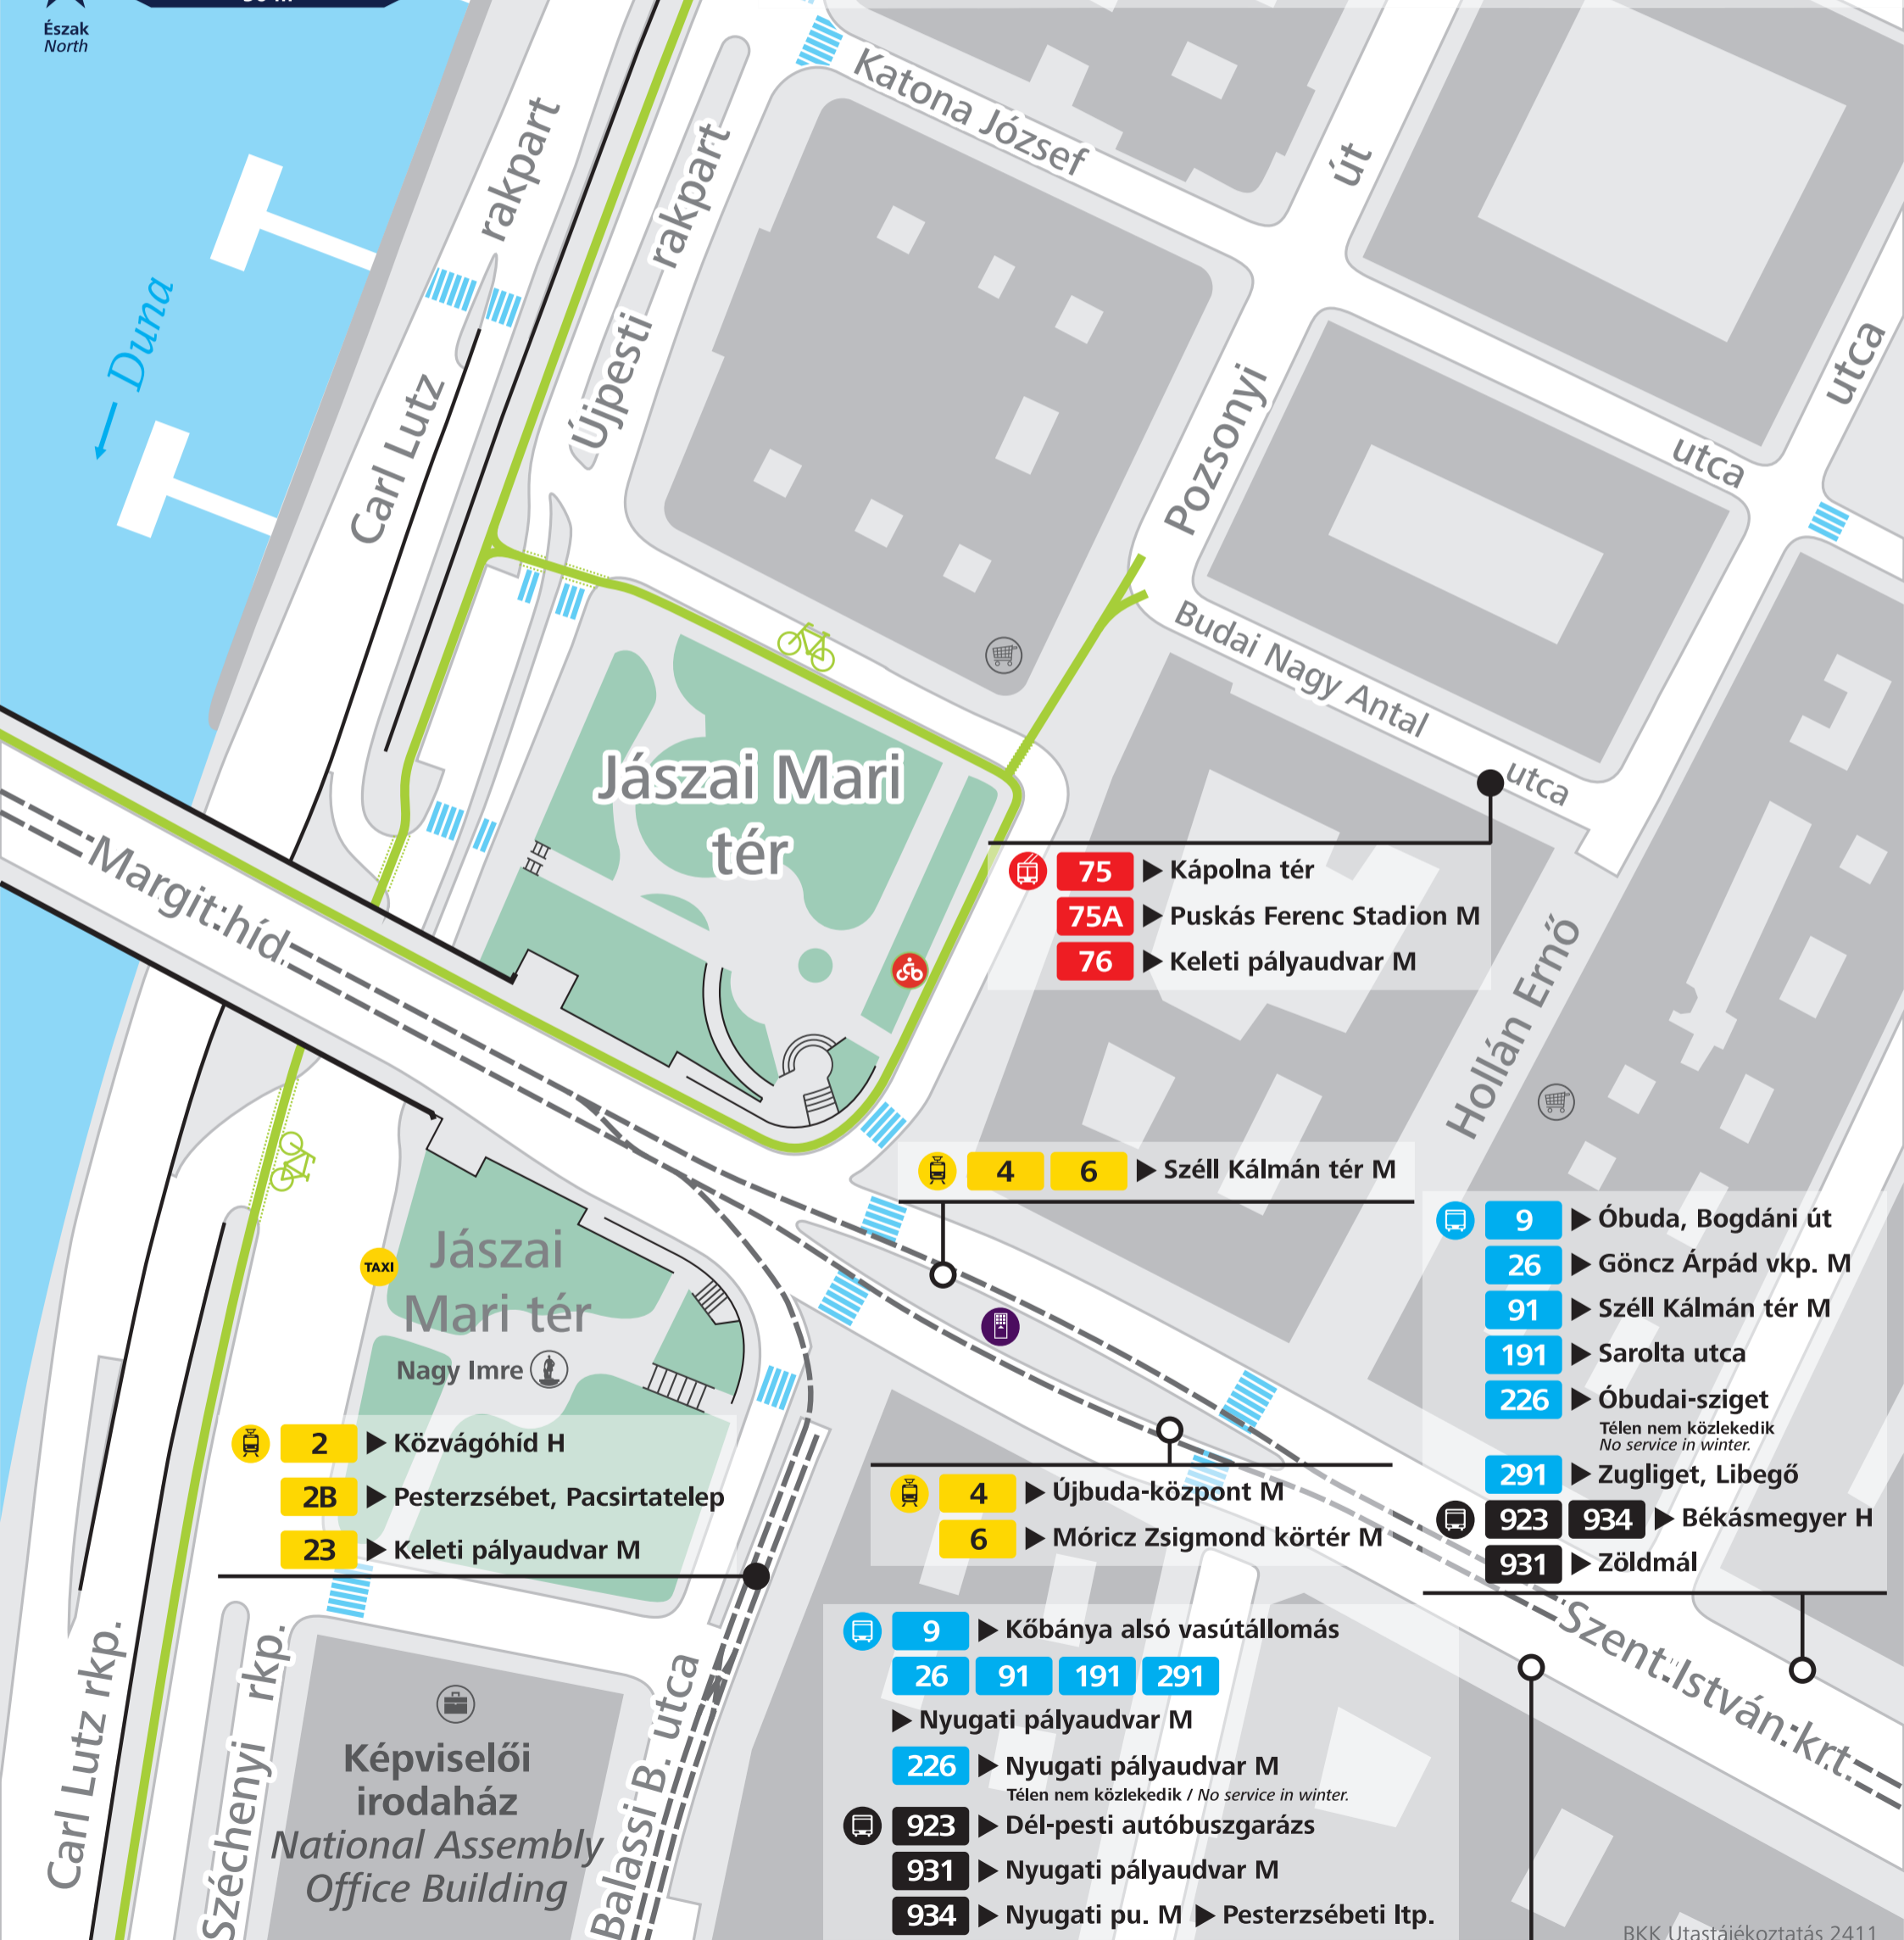 Észak
North
Duna
Carl Lutz rakpart
Újpesti rakpart
Katona József utca
Pozsonyi út
utca
Budai Nagy Antal utca
Hollán Ernő
Jászai Mari
tér
Margit híd
75 Kápolna tér
75A Puskás Ferenc Stadion M
76 Keleti pályaudvar M
4 6 Széll Kálmán tér M
9 Óbuda, Bogdáni út
26 Göncz Árpád vkp. M
91 Széll Kálmán tér M
191 Sarolta utca
226 Óbudai-sziget
Télen nem közlekedik
No service in winter.
291 Zugliget, Libegő
923 934 Békásmegyer H
931 Zöldmál
TAXI
Jászai
Mari tér
Nagy Imre
2 Közvágóhíd H
2B Pesterzsébet, Pacsirtatelep
23 Keleti pályaudvar M
4 Újbuda-központ M
6 Móricz Zsigmond körtér M
9 Kőbánya alsó vasútállomás
26 91 191 291
Nyugati pályaudvar M
226 Nyugati pályaudvar M
Télen nem közlekedik / No service in winter.
923 Dél-pesti autóbuszgarázs
931 Nyugati pályaudvar M
934 Nyugati pu. M Pesterzsébeti ltp.
Szent István krt.
Carl Lutz rkp.
Széchenyi rkp.
Képviselői
irodaház
National Assembly
Office Building
Balassi B. utca
BKK Utastájékoztatás 2411